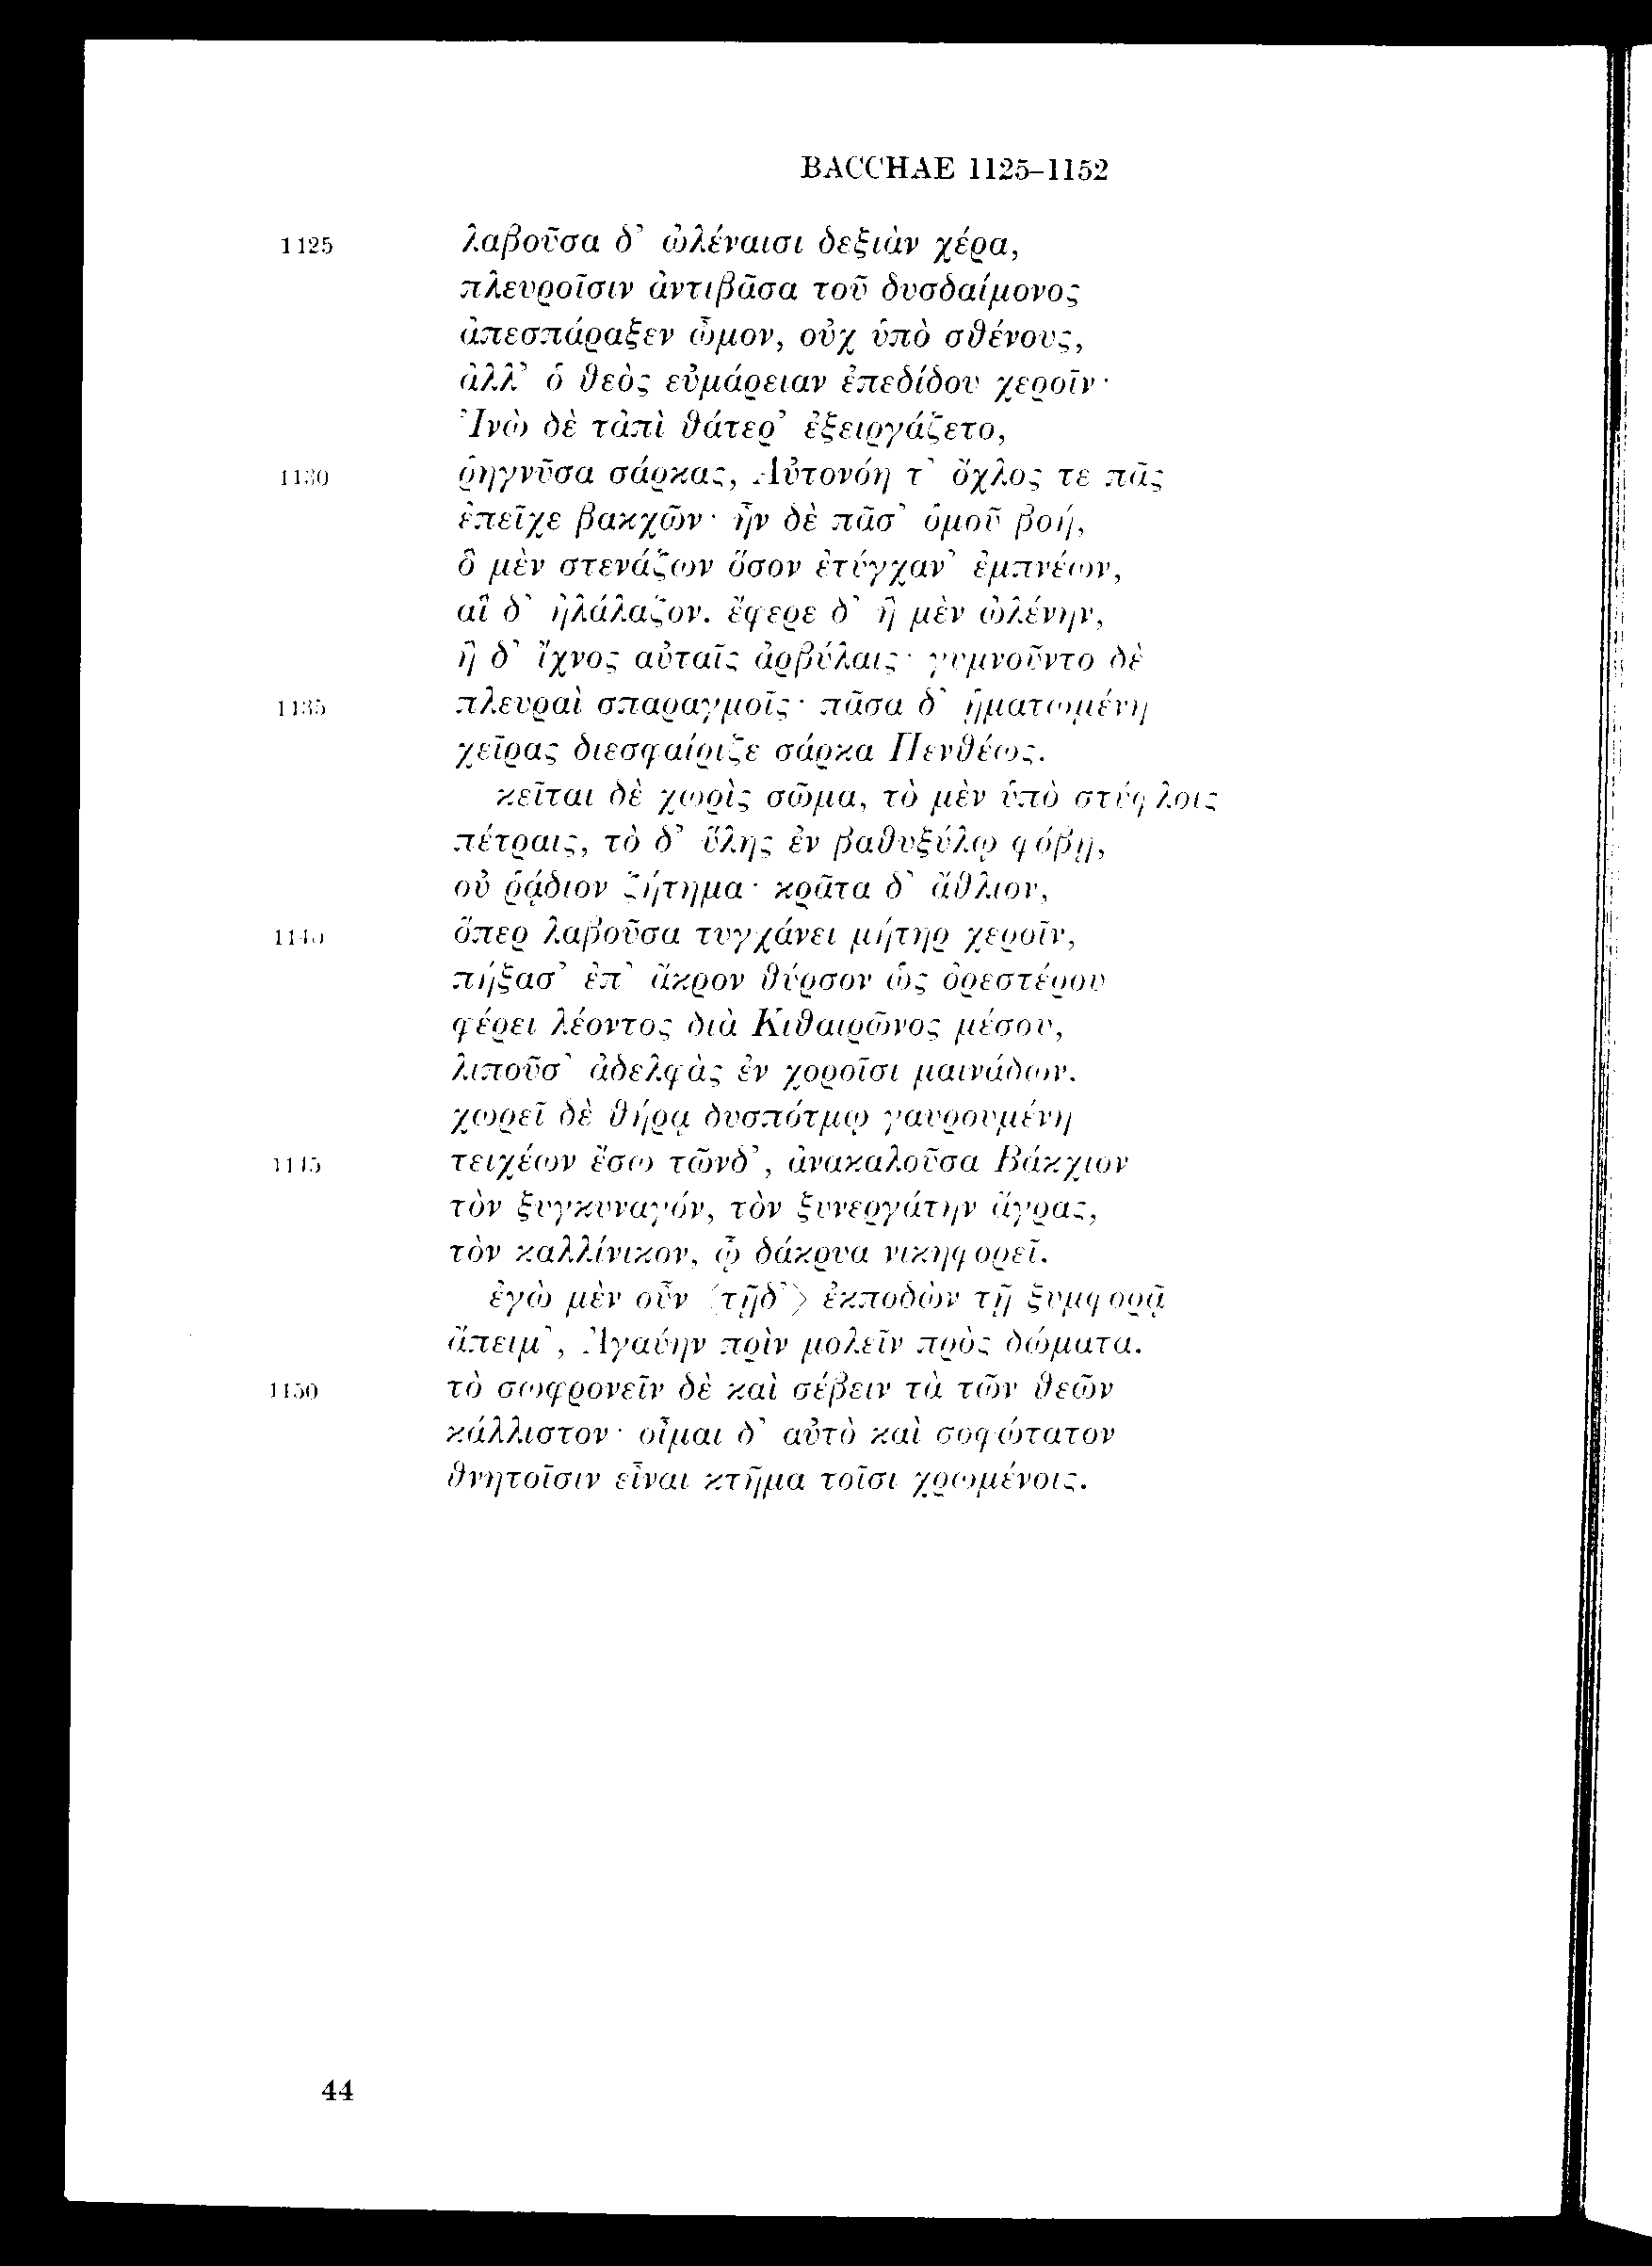 BACCHAE 1125–1152
1125 λαβοῦσα δ’ ὠλέναισι δεξιὰν χέρα,
πλευροῖσιν ἀντιβᾶσα τοῦ δυσδαίμονος
ἀπεσπάραξεν ὦμον, οὐχ ὑπὸ σθένους,
ἀλλ’ ὁ θεὸς εὐμάρειαν ἐπεδίδου χεροῖν·
Ἰνὼ δὲ τἀπὶ θάτερ’ ἐξειργάζετο,
1130 ῥηγνῦσα σάρκας, Αὐτονόη τ’ ὄχλος τε πᾶς
ἐπεῖχε βακχῶν· ἦν δὲ πᾶσ’ ὁμοῦ βοή,
ὃ μὲν στενάζων ὅσον ἐτύγχαν’ ἐμπνέων,
αἳ δ’ ἠλάλαζον. ἔφερε δ’ ἣ μὲν ὠλένην,
ἣ δ’ ἴχνος αὐταῖς ἀρβύλαις· γυμνοῦντο δὲ
1135 πλευραὶ σπαραγμοῖς· πᾶσα δ’ ᾑματωμένη
χεῖρας διεσφαίριζε σάρκα Πενθέως.
κεῖται δὲ χωρὶς σῶμα, τὸ μὲν ὑπὸ στύφλοις
πέτραις, τὸ δ’ ὕλης ἐν βαθυξύλῳ φόβῃ,
οὐ ῥᾴδιον ζήτημα· κρᾶτα δ’ ἄθλιον,
1140 ὅπερ λαβοῦσα τυγχάνει μήτηρ χεροῖν,
πήξασ’ ἐπ’ ἄκρον θύρσον ὡς ὀρεστέρου
φέρει λέοντος διὰ Κιθαιρῶνος μέσου,
λιποῦσ’ ἀδελφὰς ἐν χοροῖσι μαινάδων.
χωρεῖ δὲ θήρᾳ δυσπότμῳ γαυρουμένη
1145 τειχέων ἔσω τῶνδ’, ἀνακαλοῦσα Βάκχιον
τὸν ξυγκυναγόν, τὸν ξυνεργάτην ἄγρας,
τὸν καλλίνικον, ᾧ δάκρυα νικηφορεῖ.
ἐγὼ μὲν οὖν ⟨τῇδ’⟩ ἐκποδὼν τῇ ξυμφορᾷ
ἄπειμ’, Ἀγαύην πρὶν μολεῖν πρὸς δώματα.
1150 τὸ σωφρονεῖν δὲ καὶ σέβειν τὰ τῶν θεῶν
κάλλιστον· οἶμαι δ’ αὐτὸ καὶ σοφώτατον
θνητοῖσιν εἶναι κτῆμα τοῖσι χρωμένοις.
44